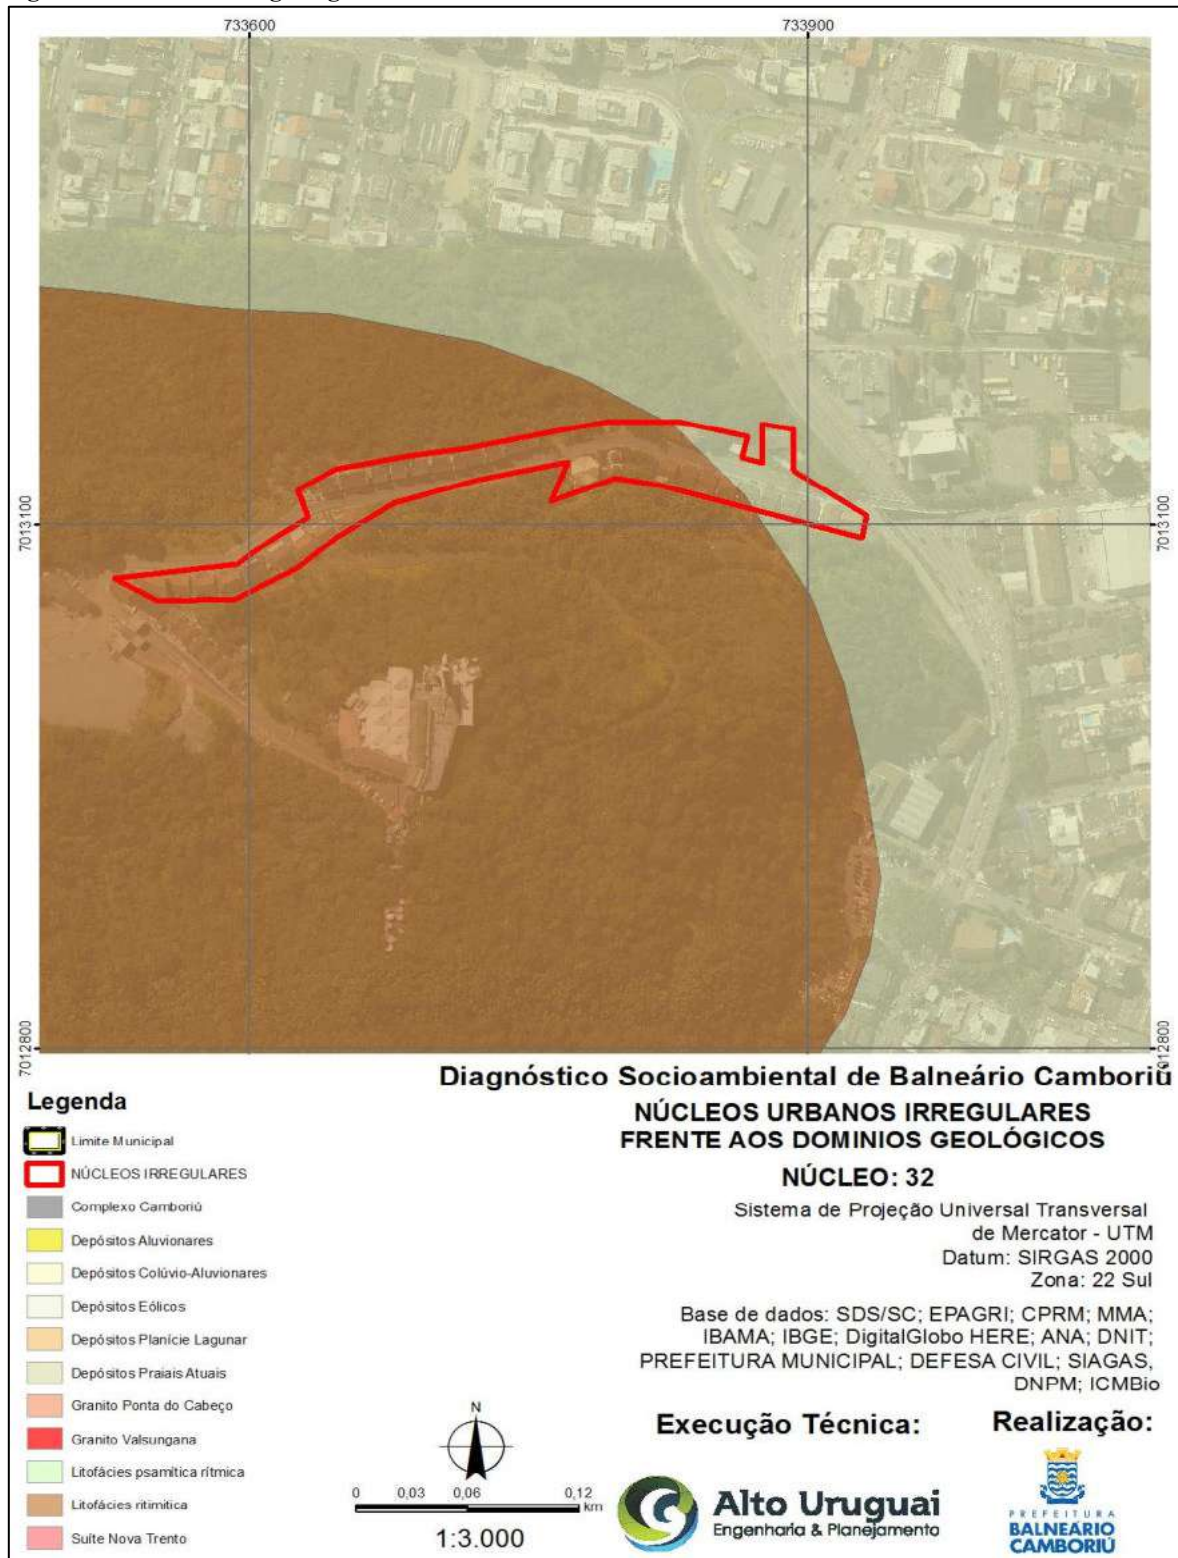 733600
733900
7013100
7013100
7012800
7012800
Diagnóstico Socioambiental de Balneário Camboriú
NÚCLEOS URBANOS IRREGULARES
FRENTE AOS DOMINIOS GEOLÓGICOS
NÚCLEO: 32
Sistema de Projeção Universal Transversal
de Mercator - UTM
Datum: SIRGAS 2000
Zona: 22 Sul
Base de dados: SDS/SC; EPAGRI; CPRM; MMA;
IBAMA; IBGE; DigitalGlobo HERE; ANA; DNIT;
PREFEITURA MUNICIPAL; DEFESA CIVIL; SIAGAS,
DNPM; ICMBio
Legenda
Limite Municipal
NÚCLEOS IRREGULARES
Complexo Camboriú
Depósitos Aluvionares
Depósitos Colúvio-Aluvionares
Depósitos Eólicos
Depósitos Planície Lagunar
Depósitos Praiais Atuais
Granito Ponta do Cabeço
Granito Valsungana
Litofácies psamítica rítmica
Litofácies ritimitica
Suíte Nova Trento
N
0 0,03 0,06 0,12
km
1:3.000
Execução Técnica:
Alto Uruguai
Engenharia & Planejamento
Realização:
PREFEITURA
BALNEÁRIO
CAMBORIÚ